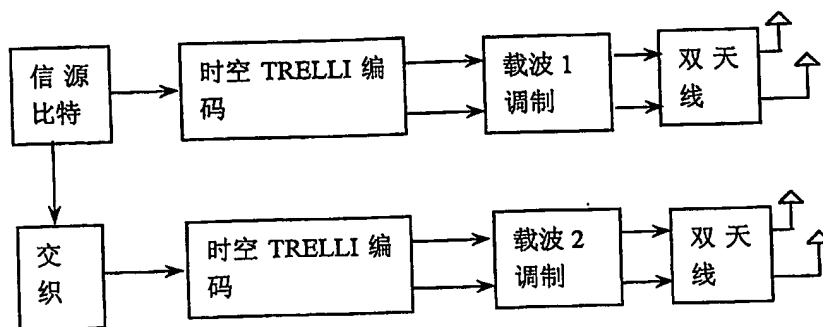 信 源
比特
时空 TRELLI 编
码
载波 1
调制
双 天
线
交
织
时空 TRELLI 编
码
载波 2
调制
双 天
线